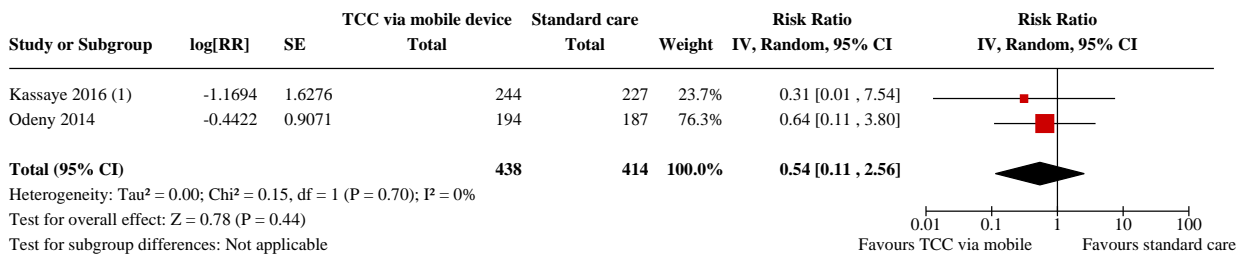 TCC via mobile device Standard care Risk Ratio Risk Ratio
Study or Subgroup log[RR] SE Total Total Weight IV, Random, 95% CI IV, Random, 95% CI
Kassaye 2016 (1) -1.1694 1.6276 244 227 23.7% 0.31 [0.01 , 7.54]
Odeny 2014 -0.4422 0.9071 194 187 76.3% 0.64 [0.11 , 3.80]
Total (95% CI) 438 414 100.0% 0.54 [0.11 , 2.56]
Heterogeneity: Tau² = 0.00; Chi² = 0.15, df = 1 (P = 0.70); I² = 0%
Test for overall effect: Z = 0.78 (P = 0.44) 0.01 0.1 1 10 100
Test for subgroup differences: Not applicable Favours TCC via mobile Favours standard care